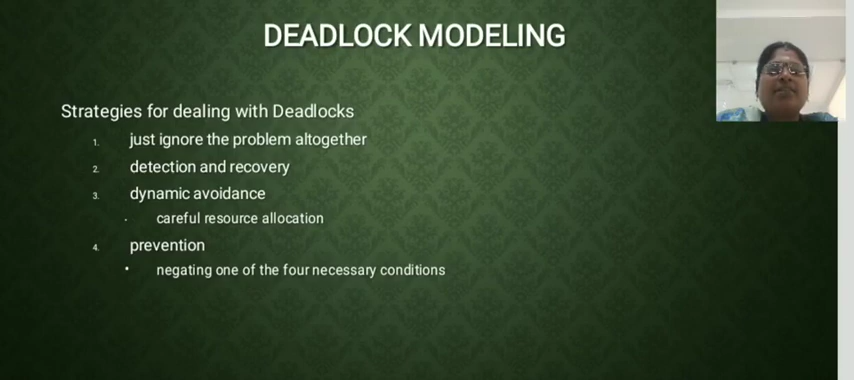 DEADLOCK MODELING
Strategies for dealing with Deadlocks
1. just ignore the problem altogether
2. detection and recovery
3. dynamic avoidance
· careful resource allocation
4. prevention
• negating one of the four necessary conditions